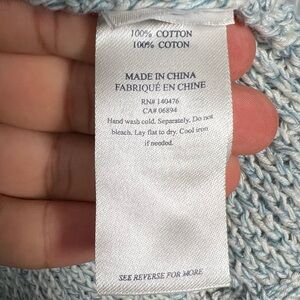 100% COTTON
100% COTON
MADE IN CHINA
FABRIQUÉ EN CHINE
RN# 140476
CA# 06894
Hand wash cold. Separately. Do not
bleach. Lay flat to dry. Cool iron
if needed.
SEE REVERSE FOR MORE